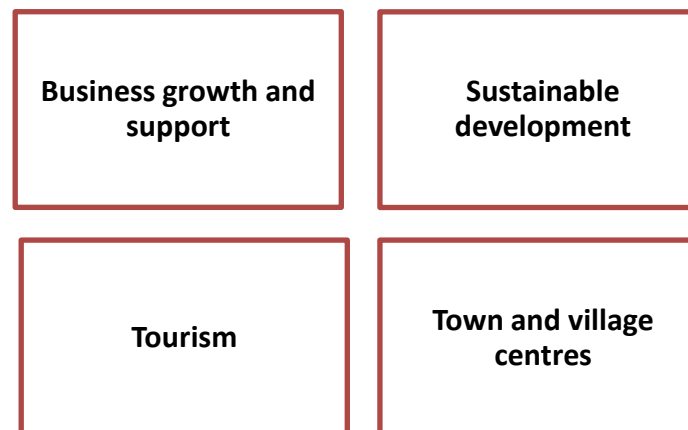 Business growth and
support
Sustainable
development
Tourism
Town and village
centres